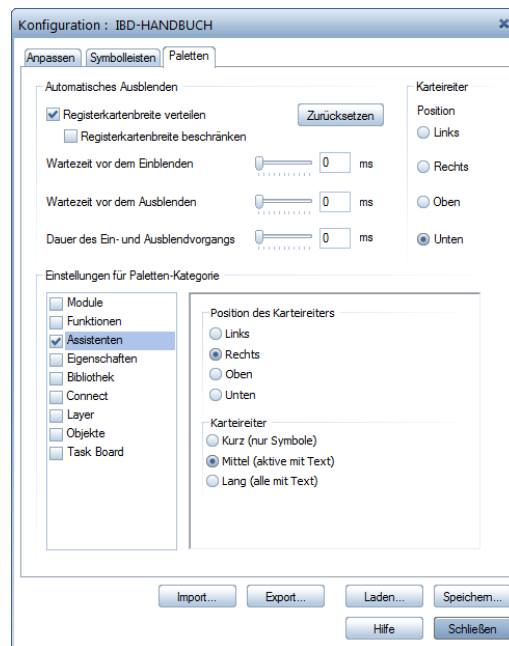 Konfiguration : IBD-HANDBUCH
Anpassen Symbolleisten Paletten
Automatisches Ausblenden
Registerkartenbreite verteilen
Zurücksetzen
Registerkartenbreite beschränken
Wartezeit vor dem Einblenden 0 ms
Wartezeit vor dem Ausblenden 0 ms
Dauer des Ein- und Ausblendvorgangs 0 ms
Karteireiter
Position
Links
Rechts
Oben
Unten
Einstellungen für Paletten-Kategorie
Module
Funktionen
Assistenten
Eigenschaften
Bibliothek
Connect
Layer
Objekte
Task Board
Position des Karteireiters
Links
Rechts
Oben
Unten
Karteireiter
Kurz (nur Symbole)
Mittel (aktive mit Text)
Lang (alle mit Text)
Import... Export... Laden... Speichern...
Hilfe Schließen